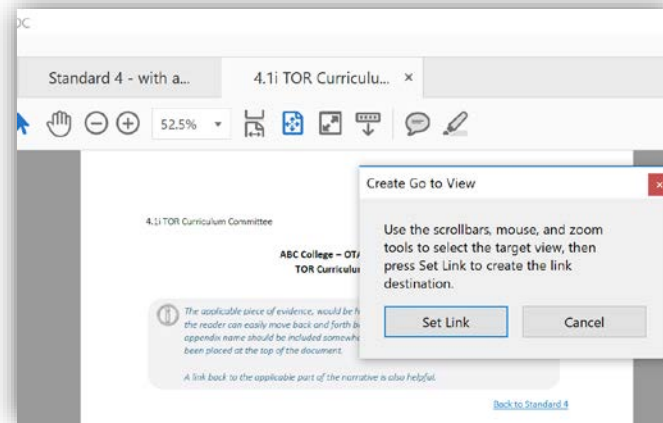 DC
Standard 4 - with a...
4.1i TOR Curriculu... ×
52.5%
Create Go to View
Use the scrollbars, mouse, and zoom
tools to select the target view, then
press Set Link to create the link
destination.
Set Link
Cancel
4.1i TOR Curriculum Committee
ABC College – OTA
TOR Curriculu
The applicable piece of evidence, would be h
the reader can easily move back and forth b
appendix name should be included somewhe
been placed at the top of the document.
A link back to the applicable part of the narrative is also helpful.
Back to Standard 4